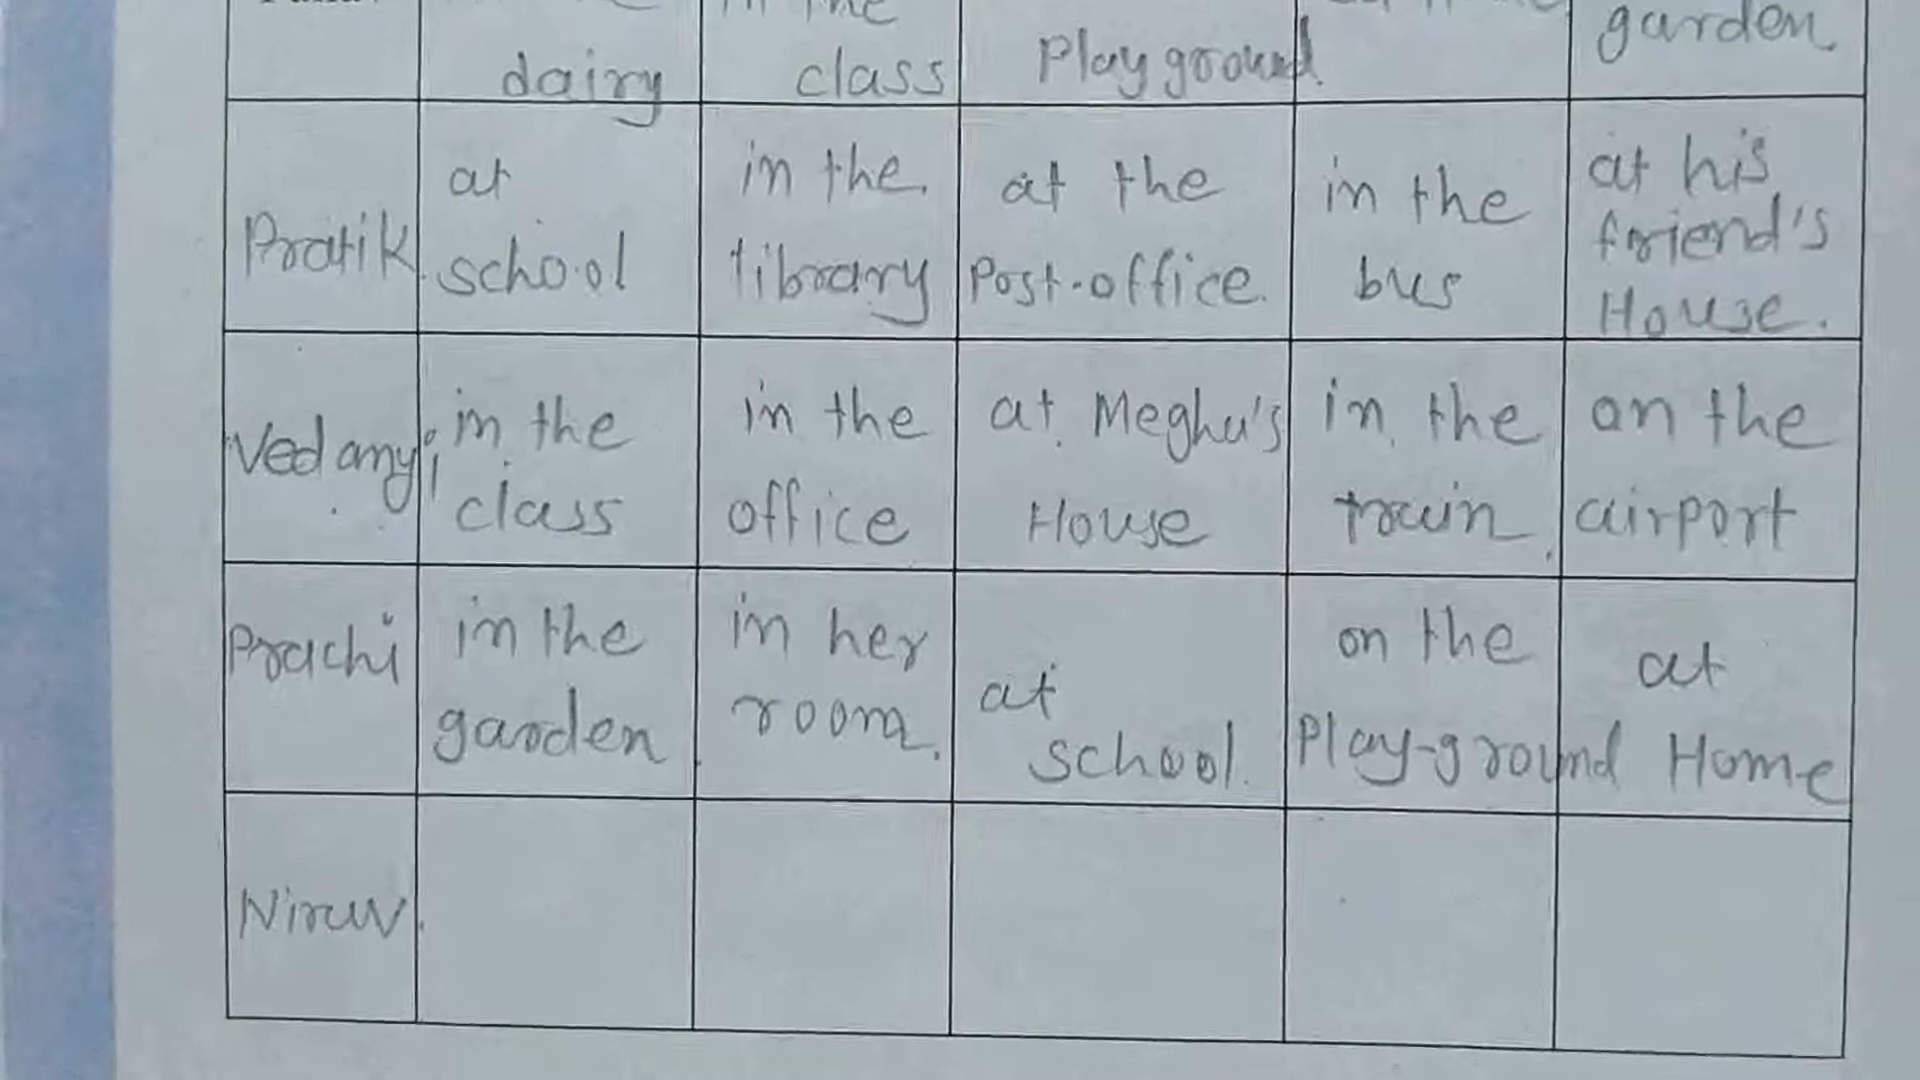 in the
garden.
dairy
class
Playground.
Pratik.
at
school
in the.
library
at the
Post-office.
in the
bus
at his
friend's
House.
Vedangi
in the
class
in the
office
at Megha's
House
in the
train.
on the
airport
Prachi
in the
garden
in her
room.
at
school.
on the
Play-ground
at
Home
Nirav.